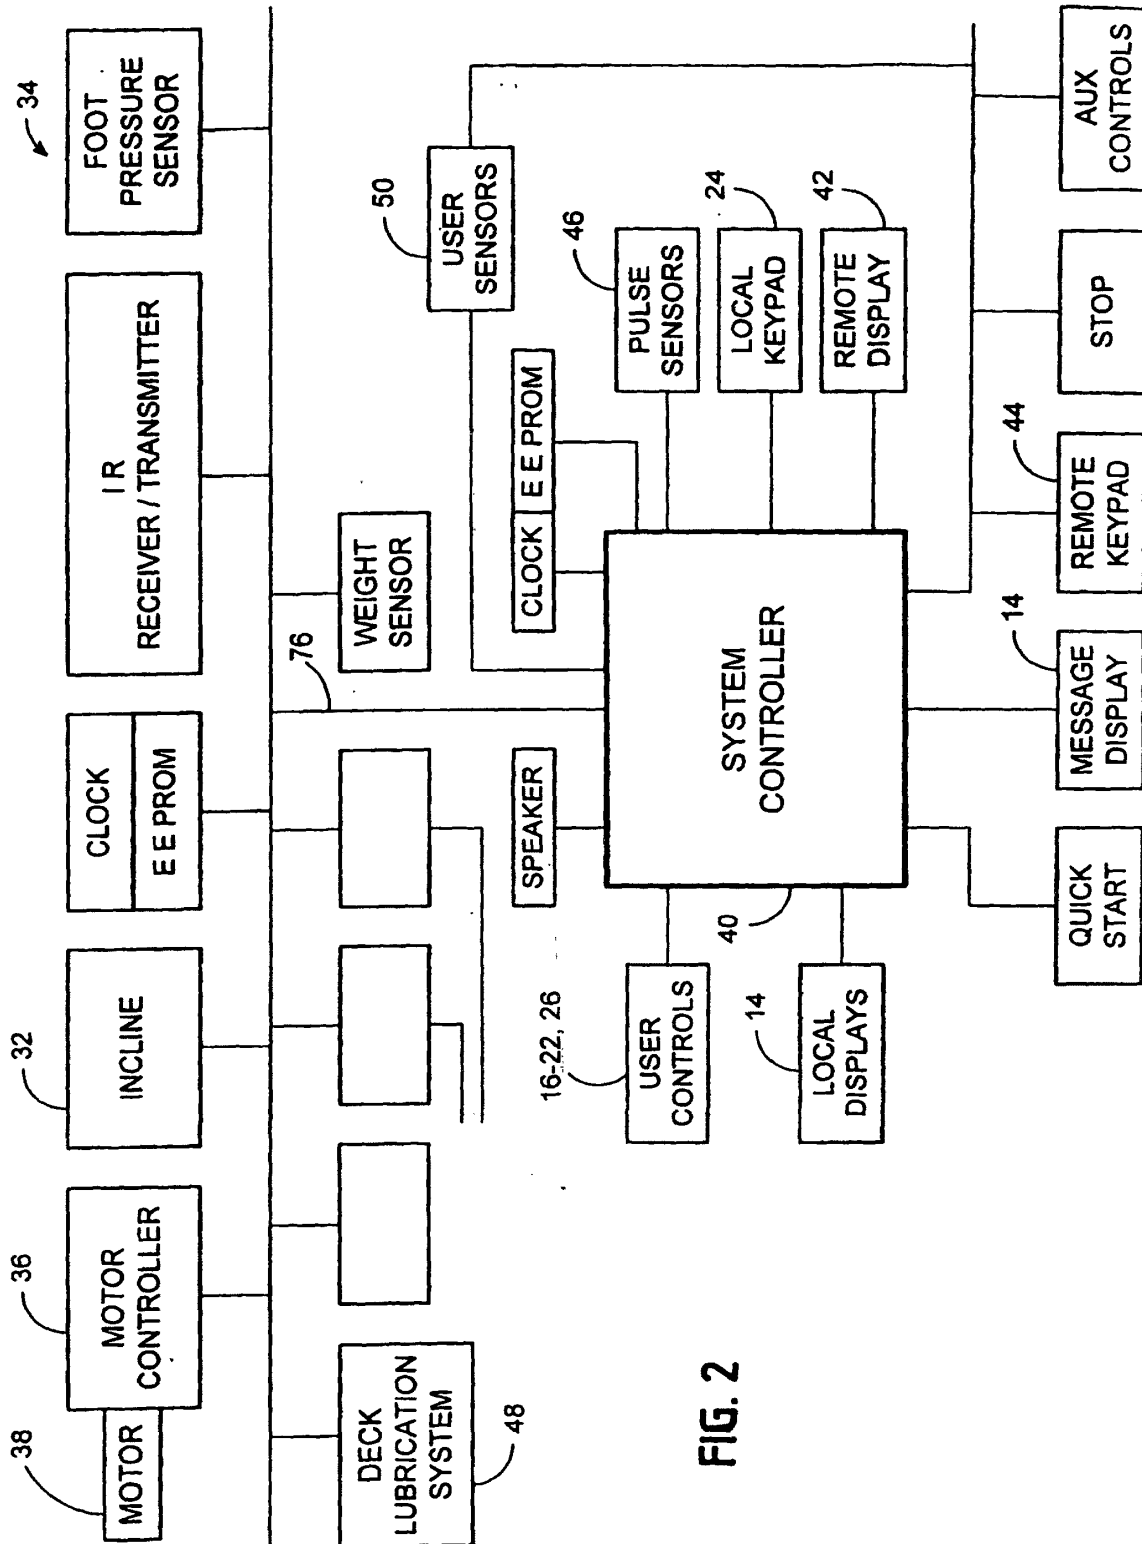 38
MOTOR
36
MOTOR
CONTROLLER
32
INCLINE
CLOCK
E E PROM
I R
RECEIVER / TRANSMITTER
34
FOOT
PRESSURE
SENSOR
DECK
LUBRICATION
SYSTEM
48
76
WEIGHT
SENSOR
50
USER
SENSORS
SPEAKER
CLOCK
E E PROM
16-22, 26
USER
CONTROLS
14
LOCAL
DISPLAYS
40
SYSTEM
CONTROLLER
46
PULSE
SENSORS
24
LOCAL
KEYPAD
42
REMOTE
DISPLAY
QUICK
START
14
MESSAGE
DISPLAY
44
REMOTE
KEYPAD
STOP
AUX
CONTROLS
FIG. 2